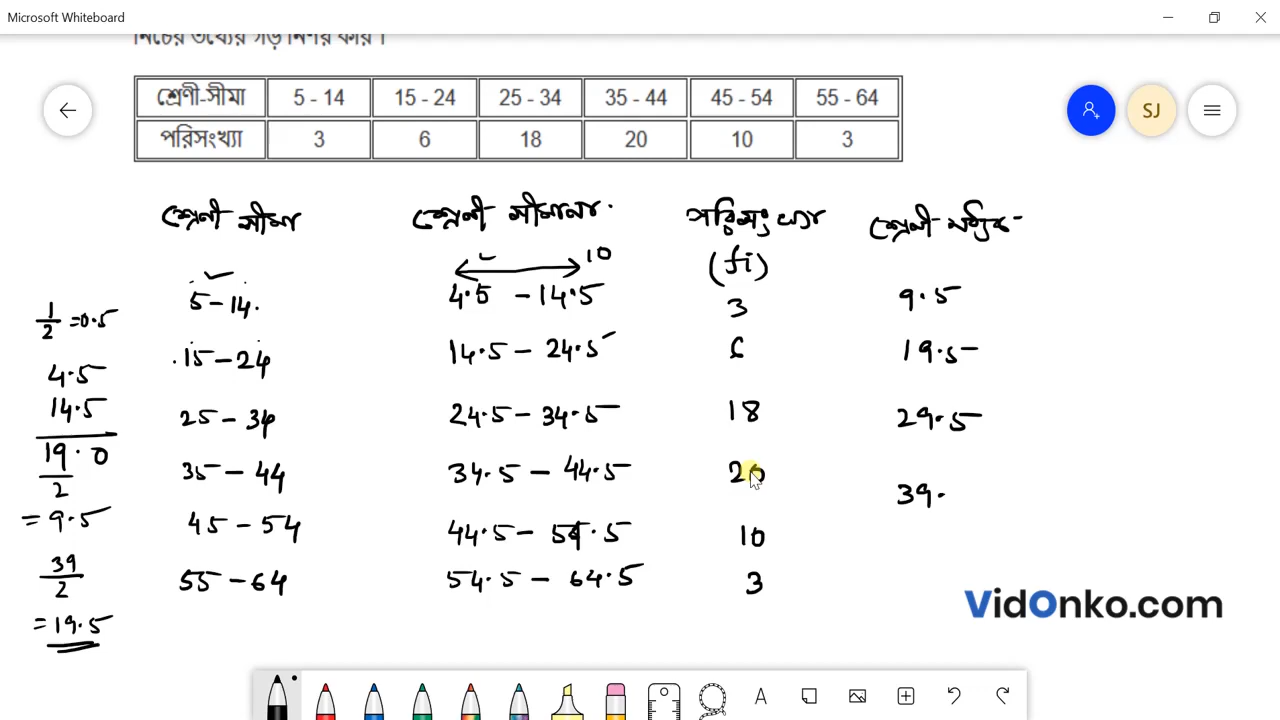 Microsoft Whiteboard
নিচের তথ্যের গড় নির্ণয় কর।
শ্রেণী-সীমা 5 - 14 15 - 24 25 - 34 35 - 44 45 - 54 55 - 64
পরিসংখ্যা 3 6 18 20 10 3
SJ
শ্রেণী সীমা শ্রেণী সীমানা পরিসংখ্যা শ্রেণী মধ্যক
10 (fi)
5-14 4.5 - 14.5 3 9.5
15-24 14.5 - 24.5 6 19.5
25-34 24.5 - 34.5 18 29.5
35-44 34.5 - 44.5 20 39.
45-54 44.5 - 54.5 10
55-64 54.5 - 64.5 3
1/2 = 0.5
4.5
14.5
19.0
2
= 9.5
39/2
= 19.5
VidOnko.com
A